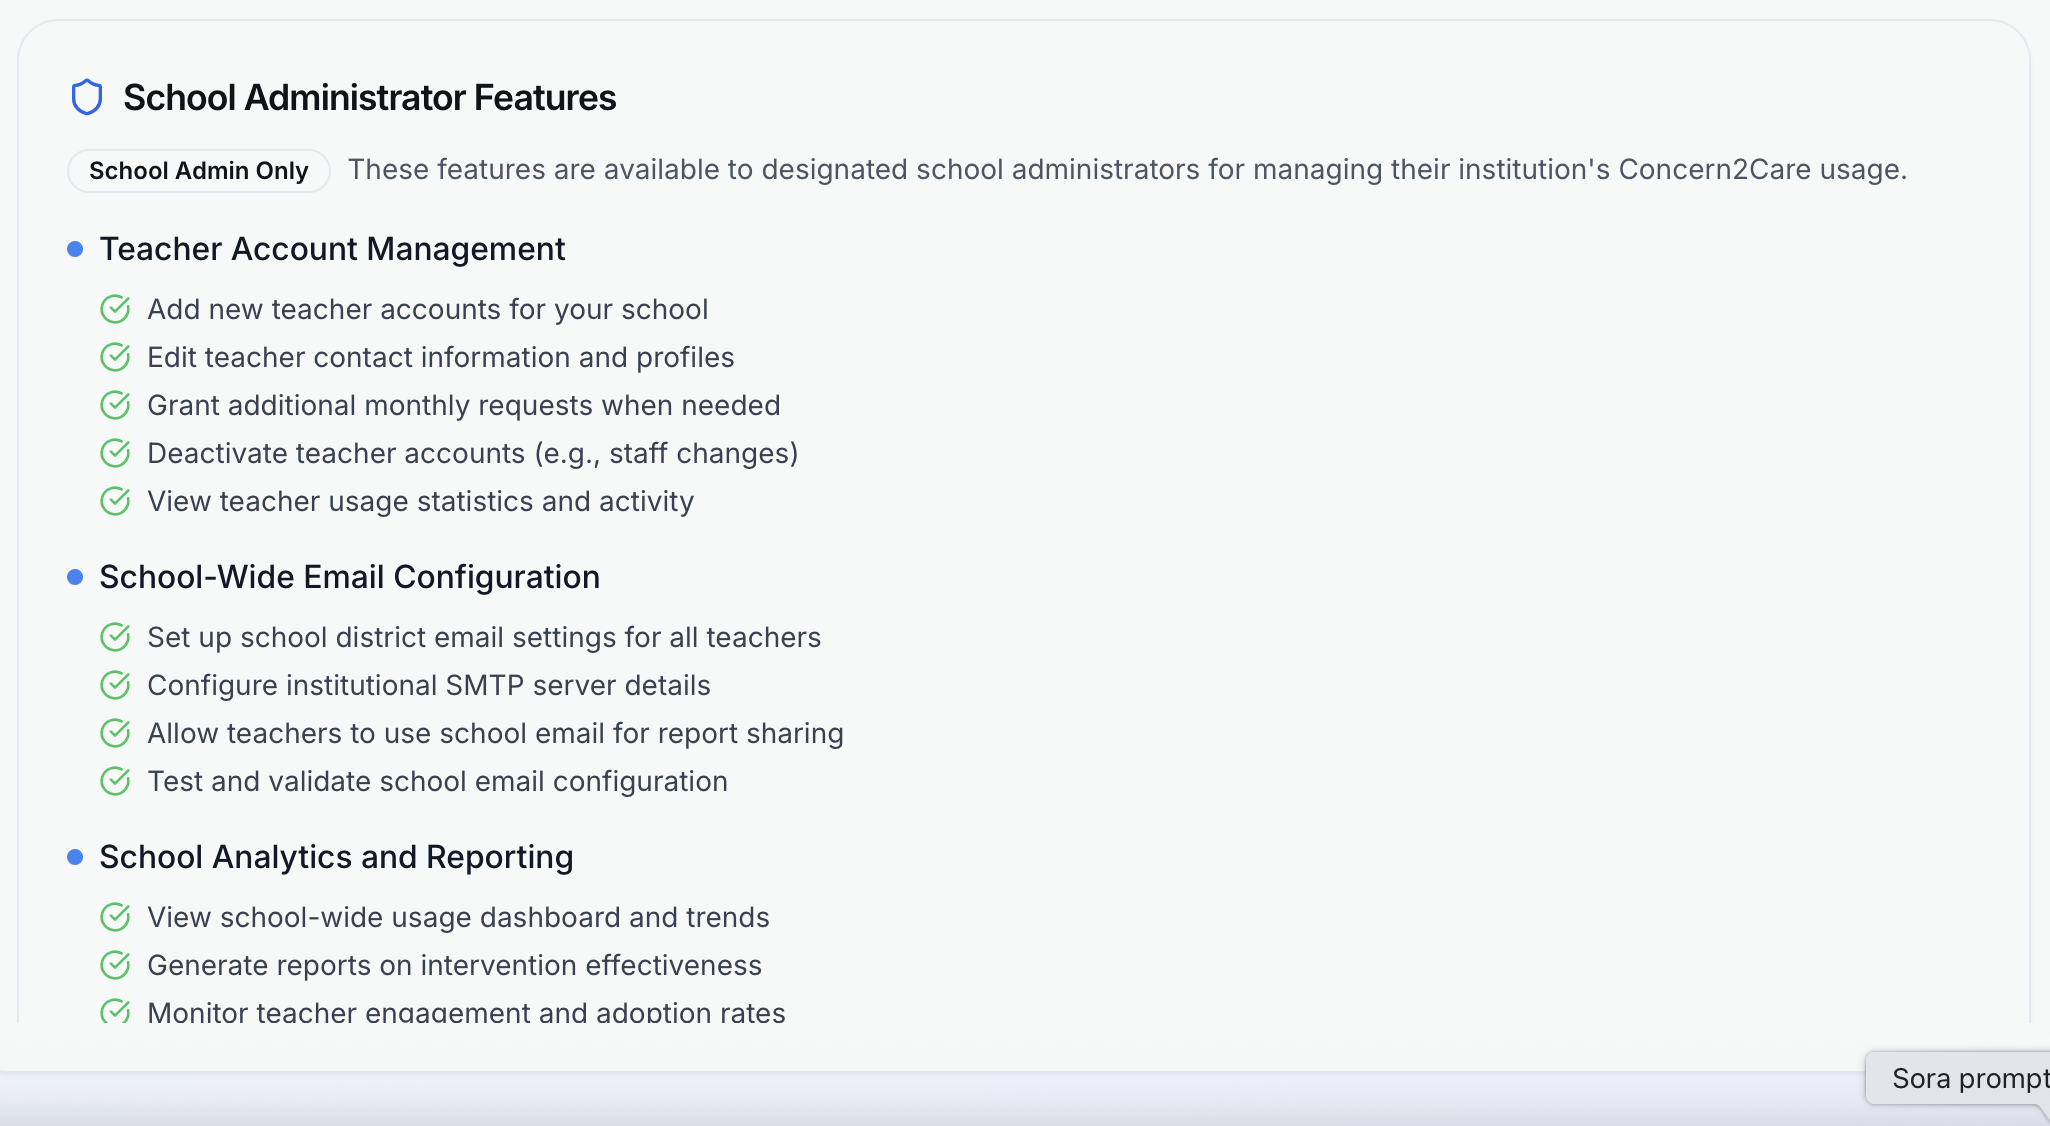 School Administrator Features
School Admin Only These features are available to designated school administrators for managing their institution's Concern2Care usage.
Teacher Account Management
Add new teacher accounts for your school
Edit teacher contact information and profiles
Grant additional monthly requests when needed
Deactivate teacher accounts (e.g., staff changes)
View teacher usage statistics and activity
School-Wide Email Configuration
Set up school district email settings for all teachers
Configure institutional SMTP server details
Allow teachers to use school email for report sharing
Test and validate school email configuration
School Analytics and Reporting
View school-wide usage dashboard and trends
Generate reports on intervention effectiveness
Monitor teacher engagement and adoption rates
Sora prompt